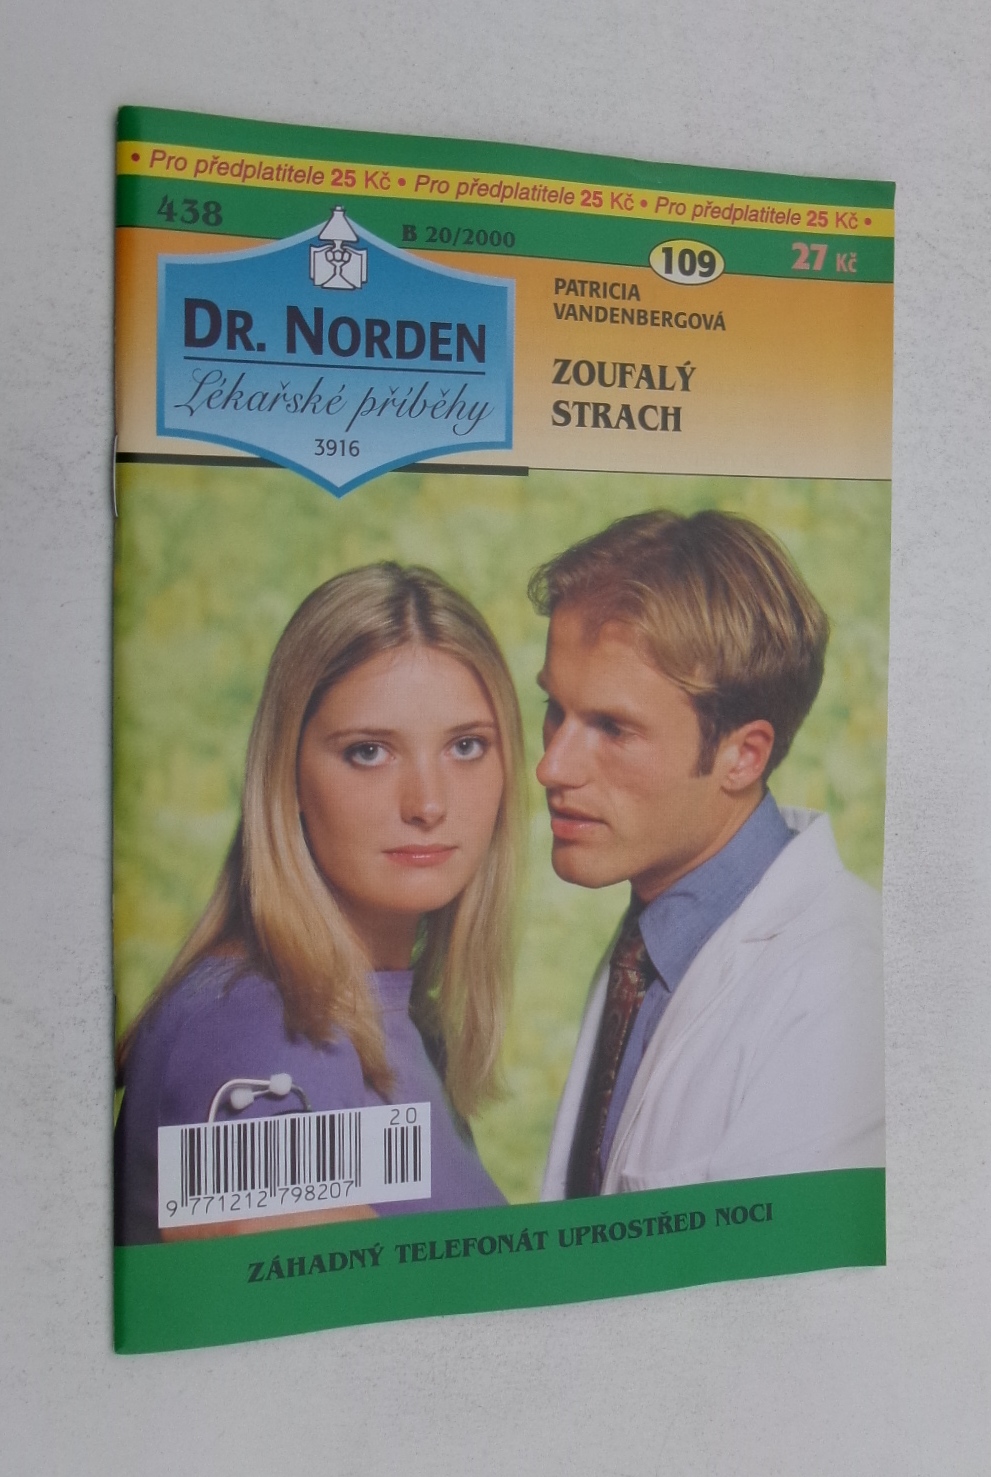 • Pro předplatitele 25 Kč • Pro předplatitele 25 Kč • Pro předplatitele 25 Kč •
438
B 20/2000
109
27 Kč
DR. NORDEN
Lékařské příběhy
3916
PATRICIA
VANDENBERGOVÁ
ZOUFALÝ
STRACH
20
9 771212 798207
ZÁHADNÝ TELEFONÁT UPROSTŘED NOCI